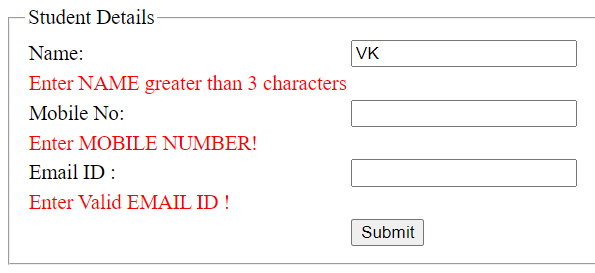 Student Details
Name: VK
Enter NAME greater than 3 characters
Mobile No:
Enter MOBILE NUMBER!
Email ID :
Enter Valid EMAIL ID !
Submit